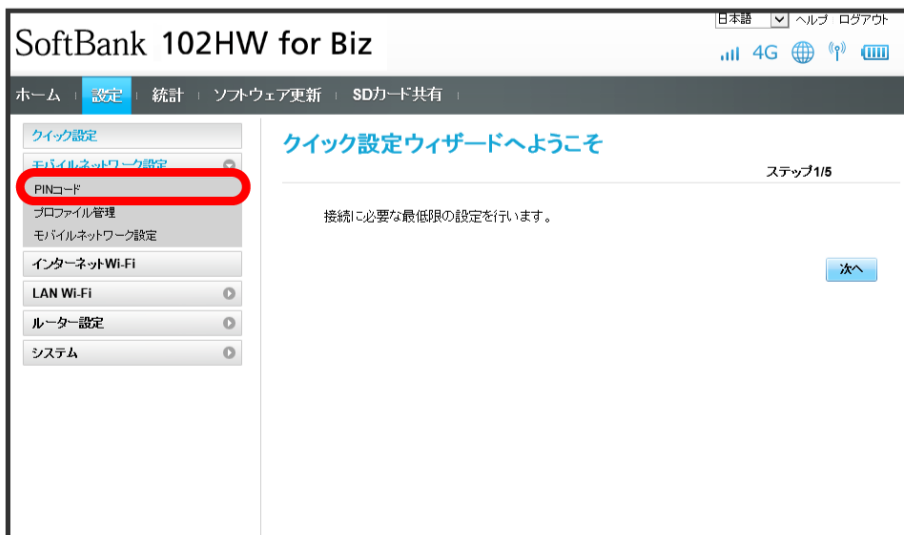 日本語 ヘルプ ログアウト
SoftBank 102HW for Biz
4G
ホーム 設定 統計 ソフトウェア更新 SDカード共有
クイック設定
モバイルネットワーク設定
PINコード
プロファイル管理
モバイルネットワーク設定
インターネットWi-Fi
LAN Wi-Fi
ルーター設定
システム
クイック設定ウィザードへようこそ
ステップ1/5
接続に必要な最低限の設定を行います。
次へ